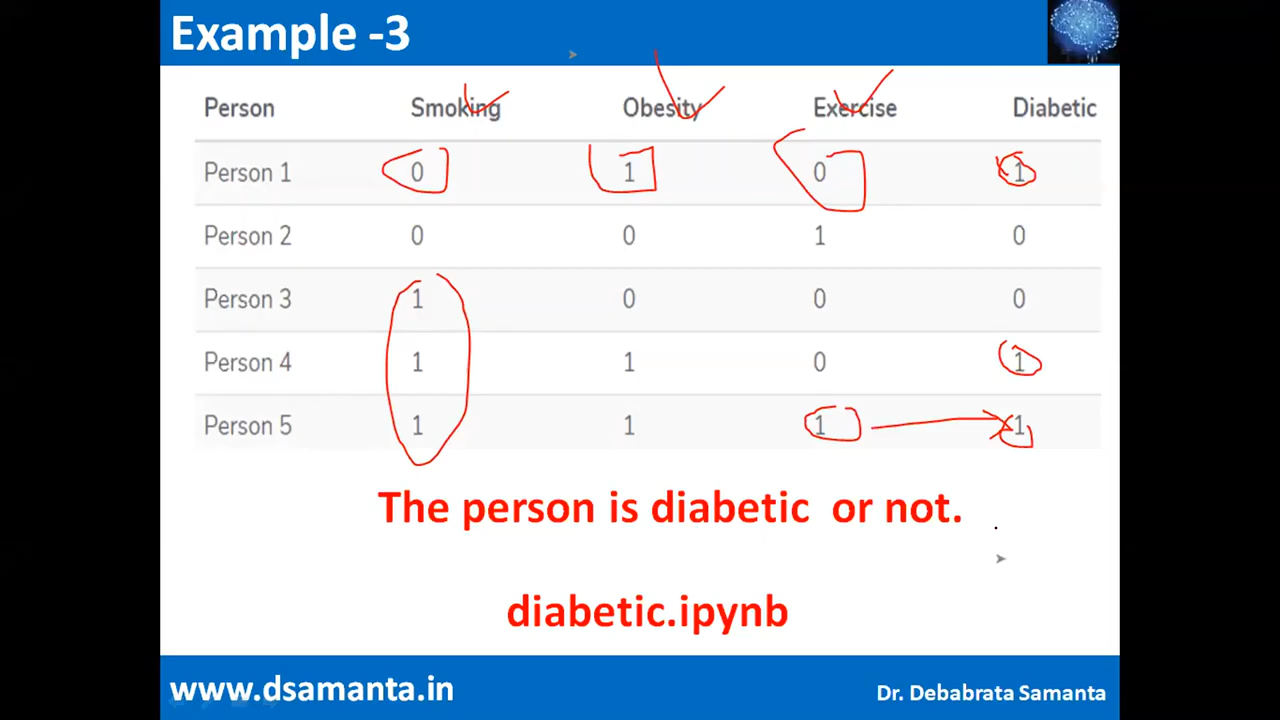 Example -3
Person Smoking Obesity Exercise Diabetic
Person 1 0 1 0 1
Person 2 0 0 1 0
Person 3 1 0 0 0
Person 4 1 1 0 1
Person 5 1 1 1 1
The person is diabetic or not.
diabetic.ipynb
www.dsamanta.in Dr. Debabrata Samanta